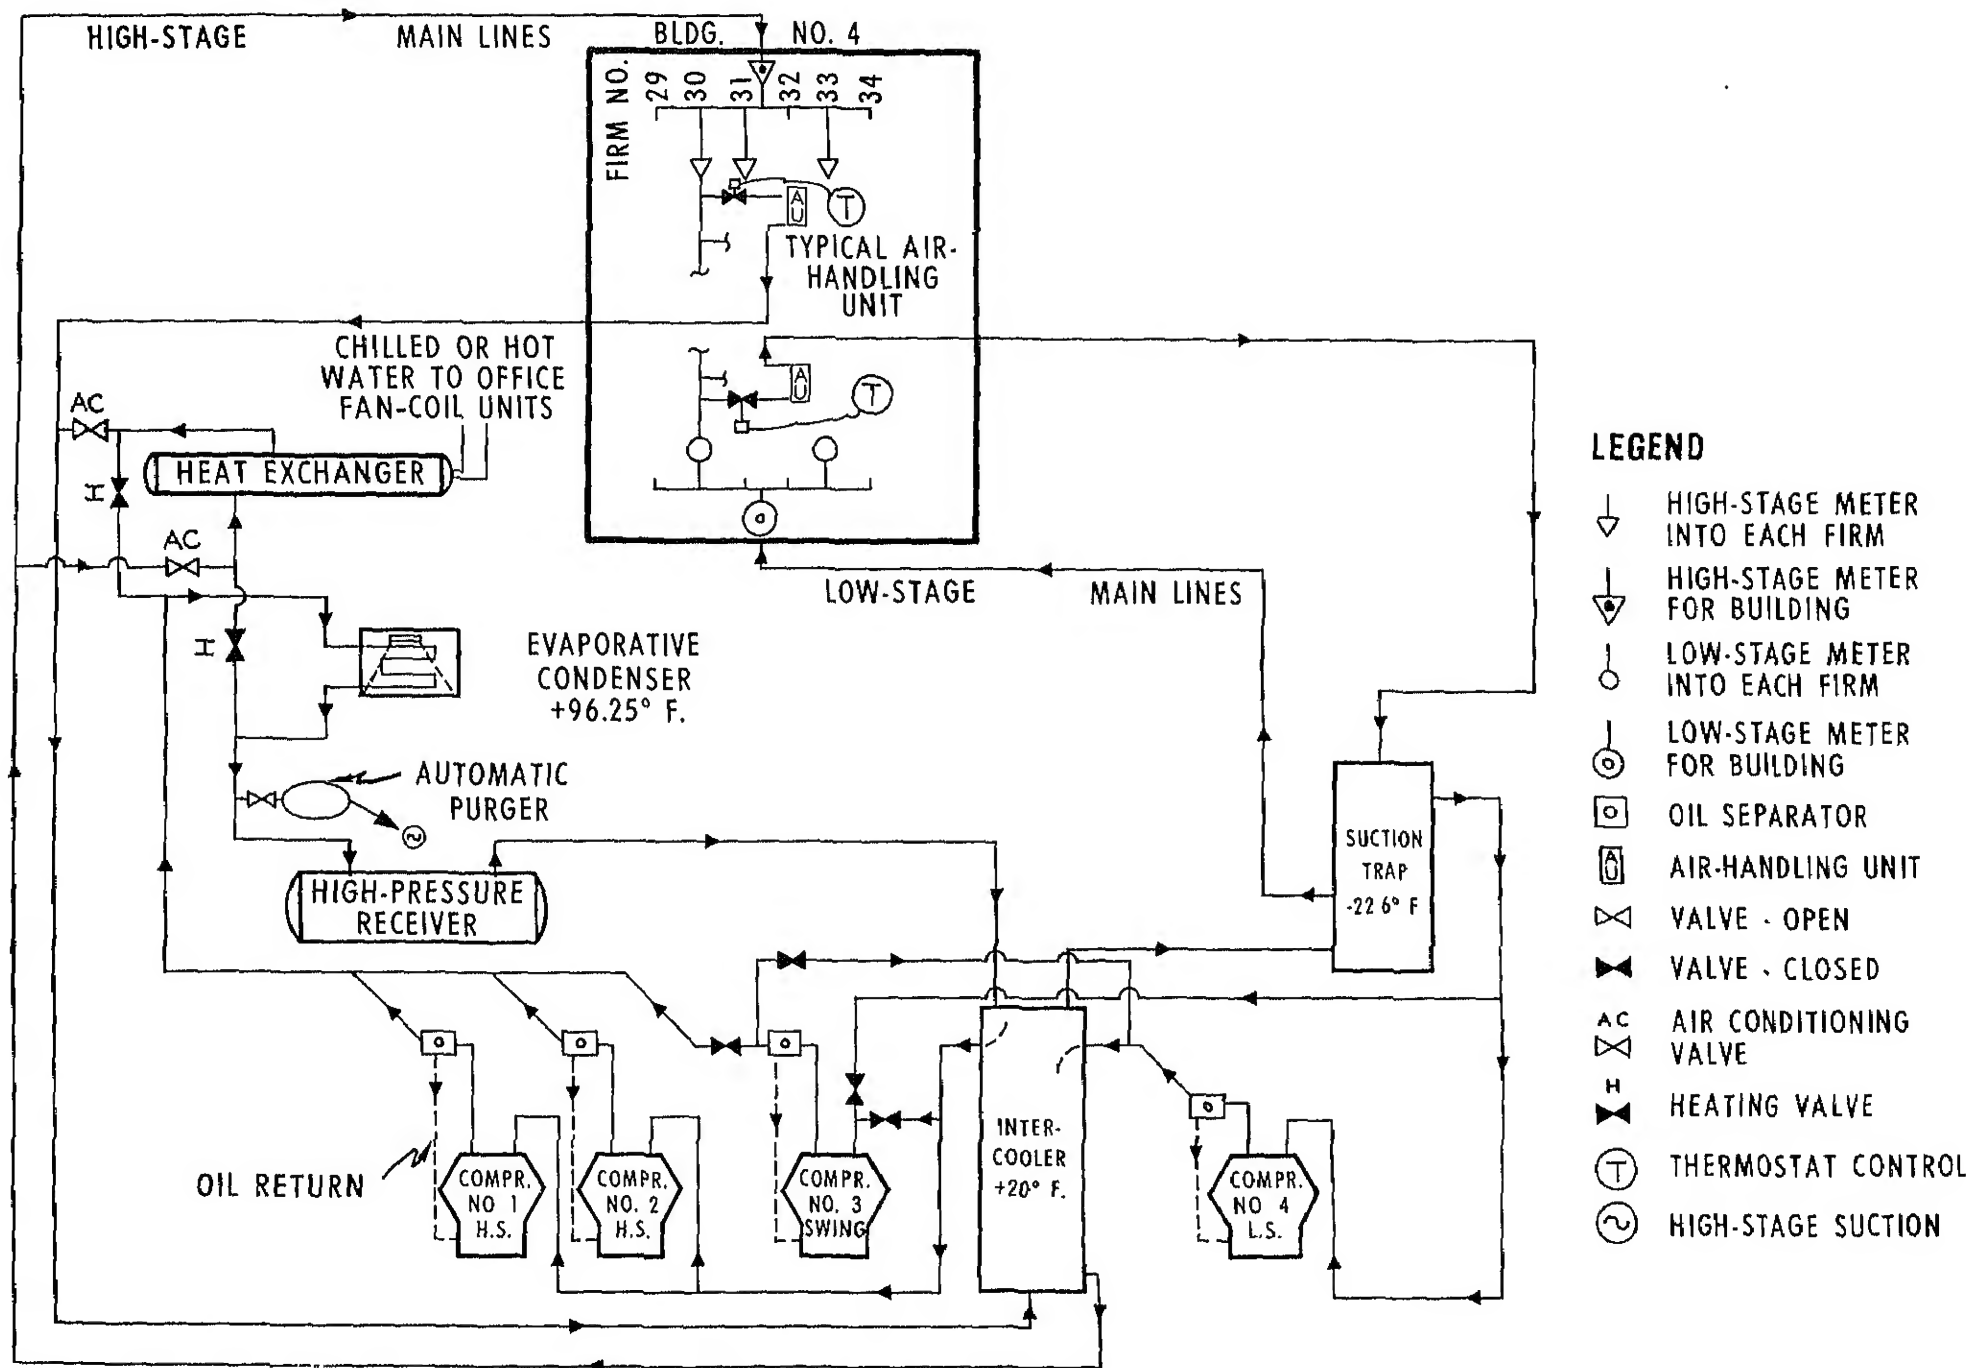 HIGH-STAGE MAIN LINES
BLDG. NO. 4
FIRM NO.
29
30
31
32
33
34
AU
T
TYPICAL AIR-
HANDLING
UNIT
CHILLED OR HOT
WATER TO OFFICE
FAN-COIL UNITS
AU
T
AC
HEAT EXCHANGER
H
AC
LOW-STAGE MAIN LINES
H
EVAPORATIVE
CONDENSER
+96.25° F.
AUTOMATIC
PURGER
HIGH-PRESSURE
RECEIVER
SUCTION
TRAP
-22 6° F
INTER-
COOLER
+20° F.
OIL RETURN
COMPR.
NO 1
H.S.
COMPR.
NO. 2
H.S.
COMPR.
NO. 3
SWING
COMPR.
NO 4
L.S.
LEGEND
HIGH-STAGE METER
INTO EACH FIRM
HIGH-STAGE METER
FOR BUILDING
LOW-STAGE METER
INTO EACH FIRM
LOW-STAGE METER
FOR BUILDING
OIL SEPARATOR
AU AIR-HANDLING UNIT
VALVE - OPEN
VALVE - CLOSED
AC AIR CONDITIONING
VALVE
H HEATING VALVE
T THERMOSTAT CONTROL
HIGH-STAGE SUCTION